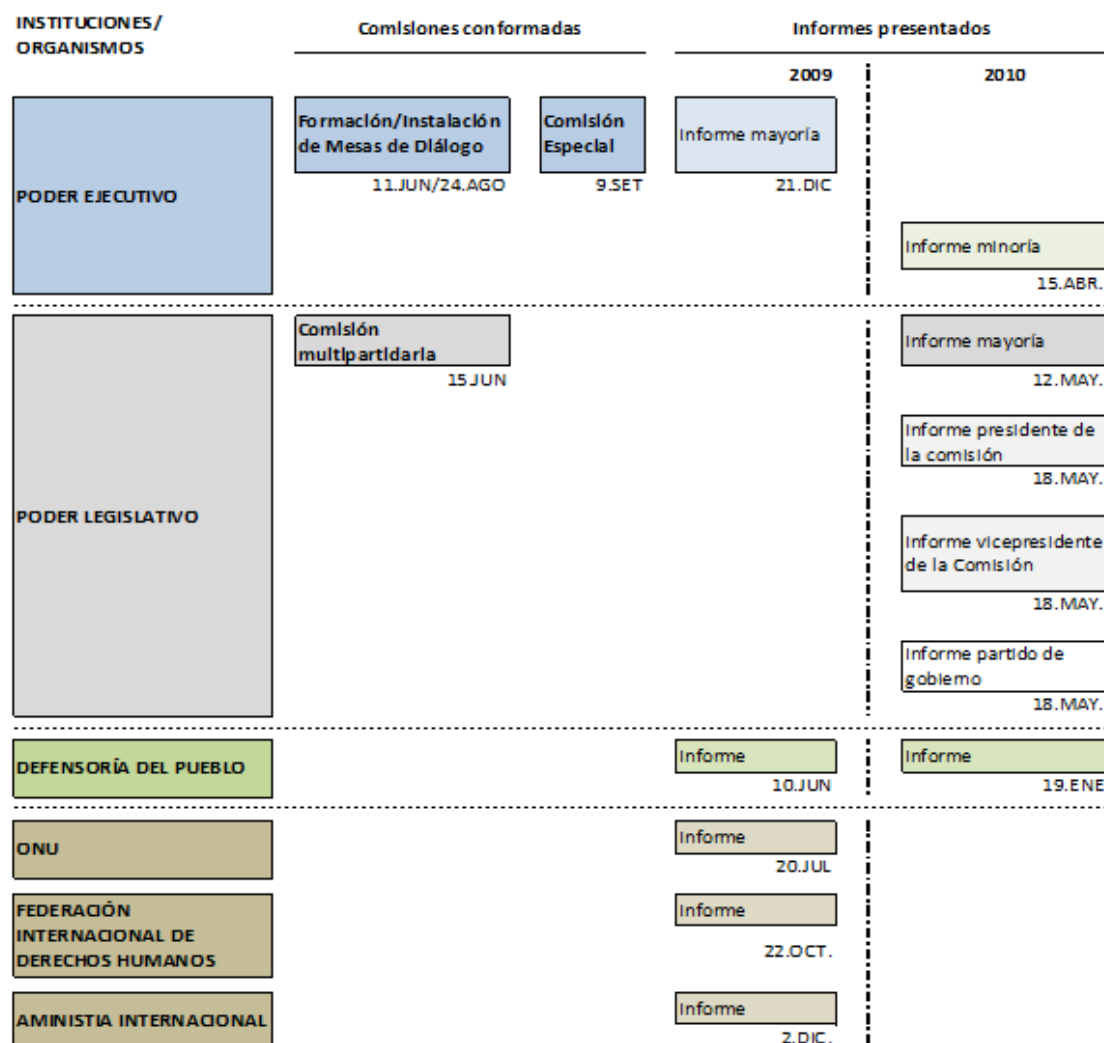 INSTITUCIONES/
ORGANISMOS
Comisiones conformadas
Informes presentados
2009
2010
PODER EJECUTIVO
Formación/Instalación
de Mesas de Diálogo
11.JUN/24.AGO
Comisión
Especial
9.SET
Informe mayoría
21.DIC
Informe minoría
15.ABR.
PODER LEGISLATIVO
Comisión
multipartidaria
15.JUN
Informe mayoría
12.MAY.
Informe presidente de
la comisión
18.MAY.
Informe vicepresidente
de la Comisión
18.MAY.
Informe partido de
gobierno
18.MAY.
DEFENSORÍA DEL PUEBLO
Informe
10.JUN
Informe
19.ENE
ONU
Informe
20.JUL
FEDERACIÓN
INTERNACIONAL DE
DERECHOS HUMANOS
Informe
22.OCT.
AMINISTIA INTERNACIONAL
Informe
2.DIC.